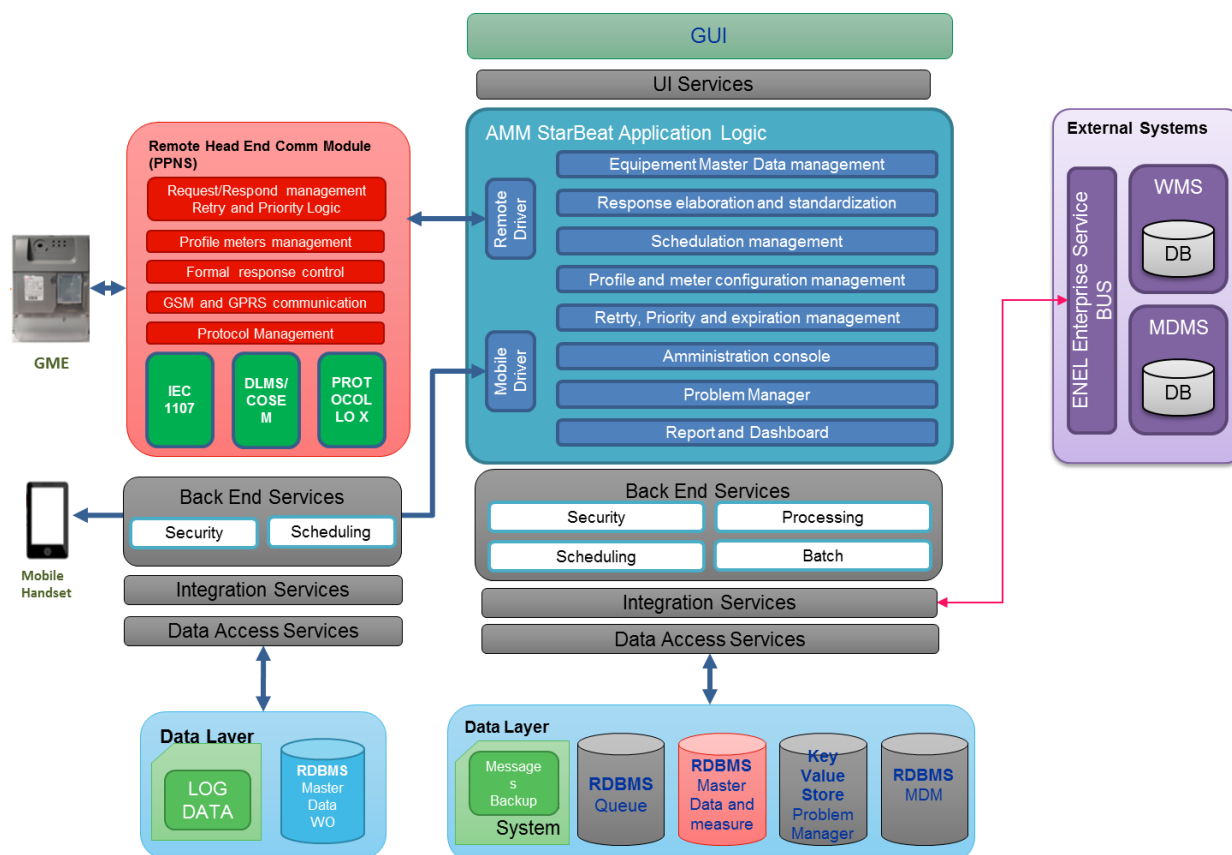 GUI
UI Services
Remote Head End Comm Module
(PPNS)
Request/Respond management
Retry and Priority Logic
Profile meters management
Formal response control
GSM and GPRS communication
Protocol Management
IEC
1107
DLMS/
COSE
M
PROT
OCOL
LO X
GME
AMM StarBeat Application Logic
Remote
Driver
Mobile
Driver
Equipement Master Data management
Response elaboration and standardization
Schedulation management
Profile and meter configuration management
Retrty, Priority and expiration management
Amministration console
Problem Manager
Report and Dashboard
External Systems
ENEL Enterprise Service
BUS
WMS
DB
MDMS
DB
Mobile
Handset
Back End Services
Security
Scheduling
Integration Services
Data Access Services
Back End Services
Security
Processing
Scheduling
Batch
Integration Services
Data Access Services
Data Layer
LOG
DATA
RDBMS
Master
Data
WO
Data Layer
Message
s
Backup
System
RDBMS
Queue
RDBMS
Master
Data and
measure
Key
Value
Store
Problem
Manager
RDBMS
MDM